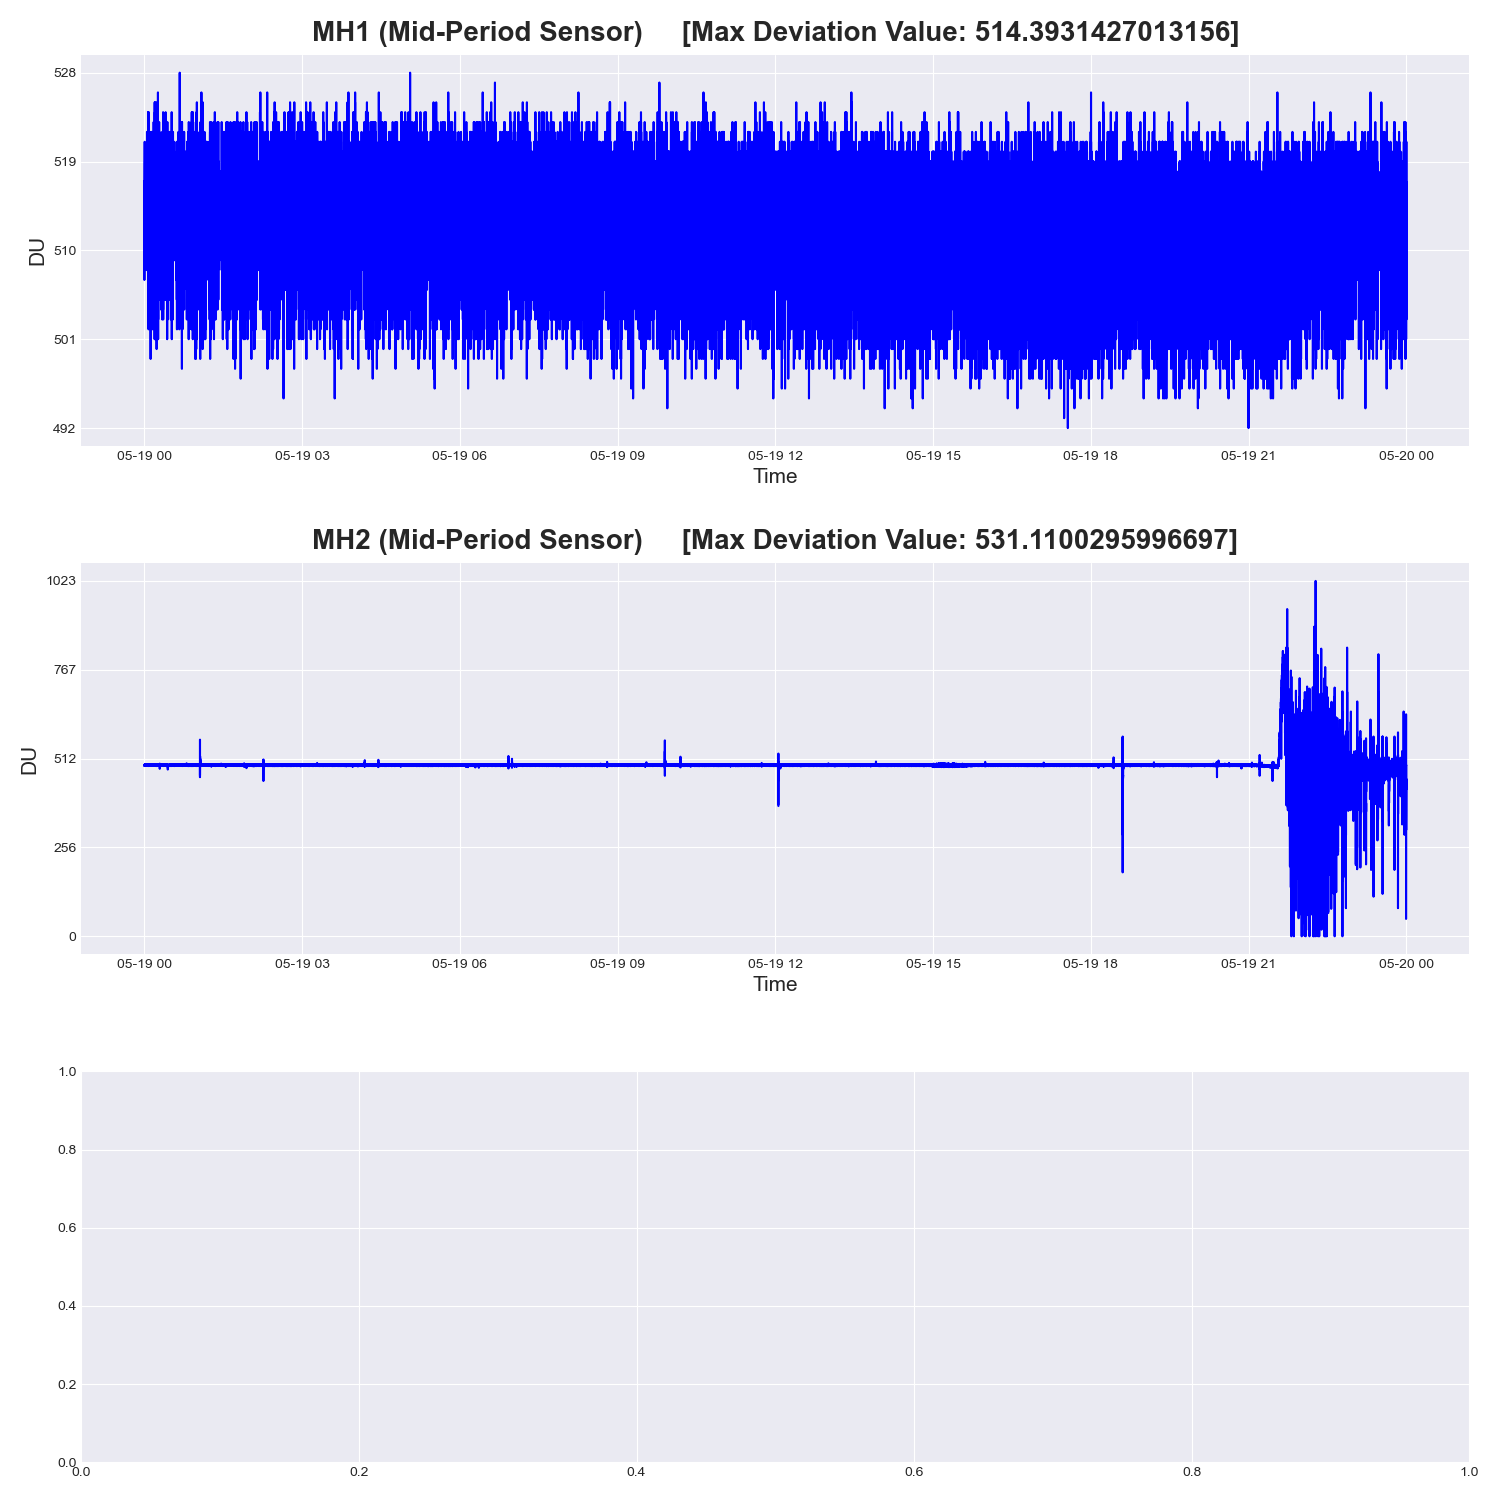 MH1 (Mid-Period Sensor) [Max Deviation Value: 514.3931427013156]
528
519
510
501
492
DU
05-19 00 05-19 03 05-19 06 05-19 09 05-19 12 05-19 15 05-19 18 05-19 21 05-20 00
Time
MH2 (Mid-Period Sensor) [Max Deviation Value: 531.1100295996697]
1023
767
512
256
0
DU
05-19 00 05-19 03 05-19 06 05-19 09 05-19 12 05-19 15 05-19 18 05-19 21 05-20 00
Time
1.0
0.8
0.6
0.4
0.2
0.0
0.0 0.2 0.4 0.6 0.8 1.0